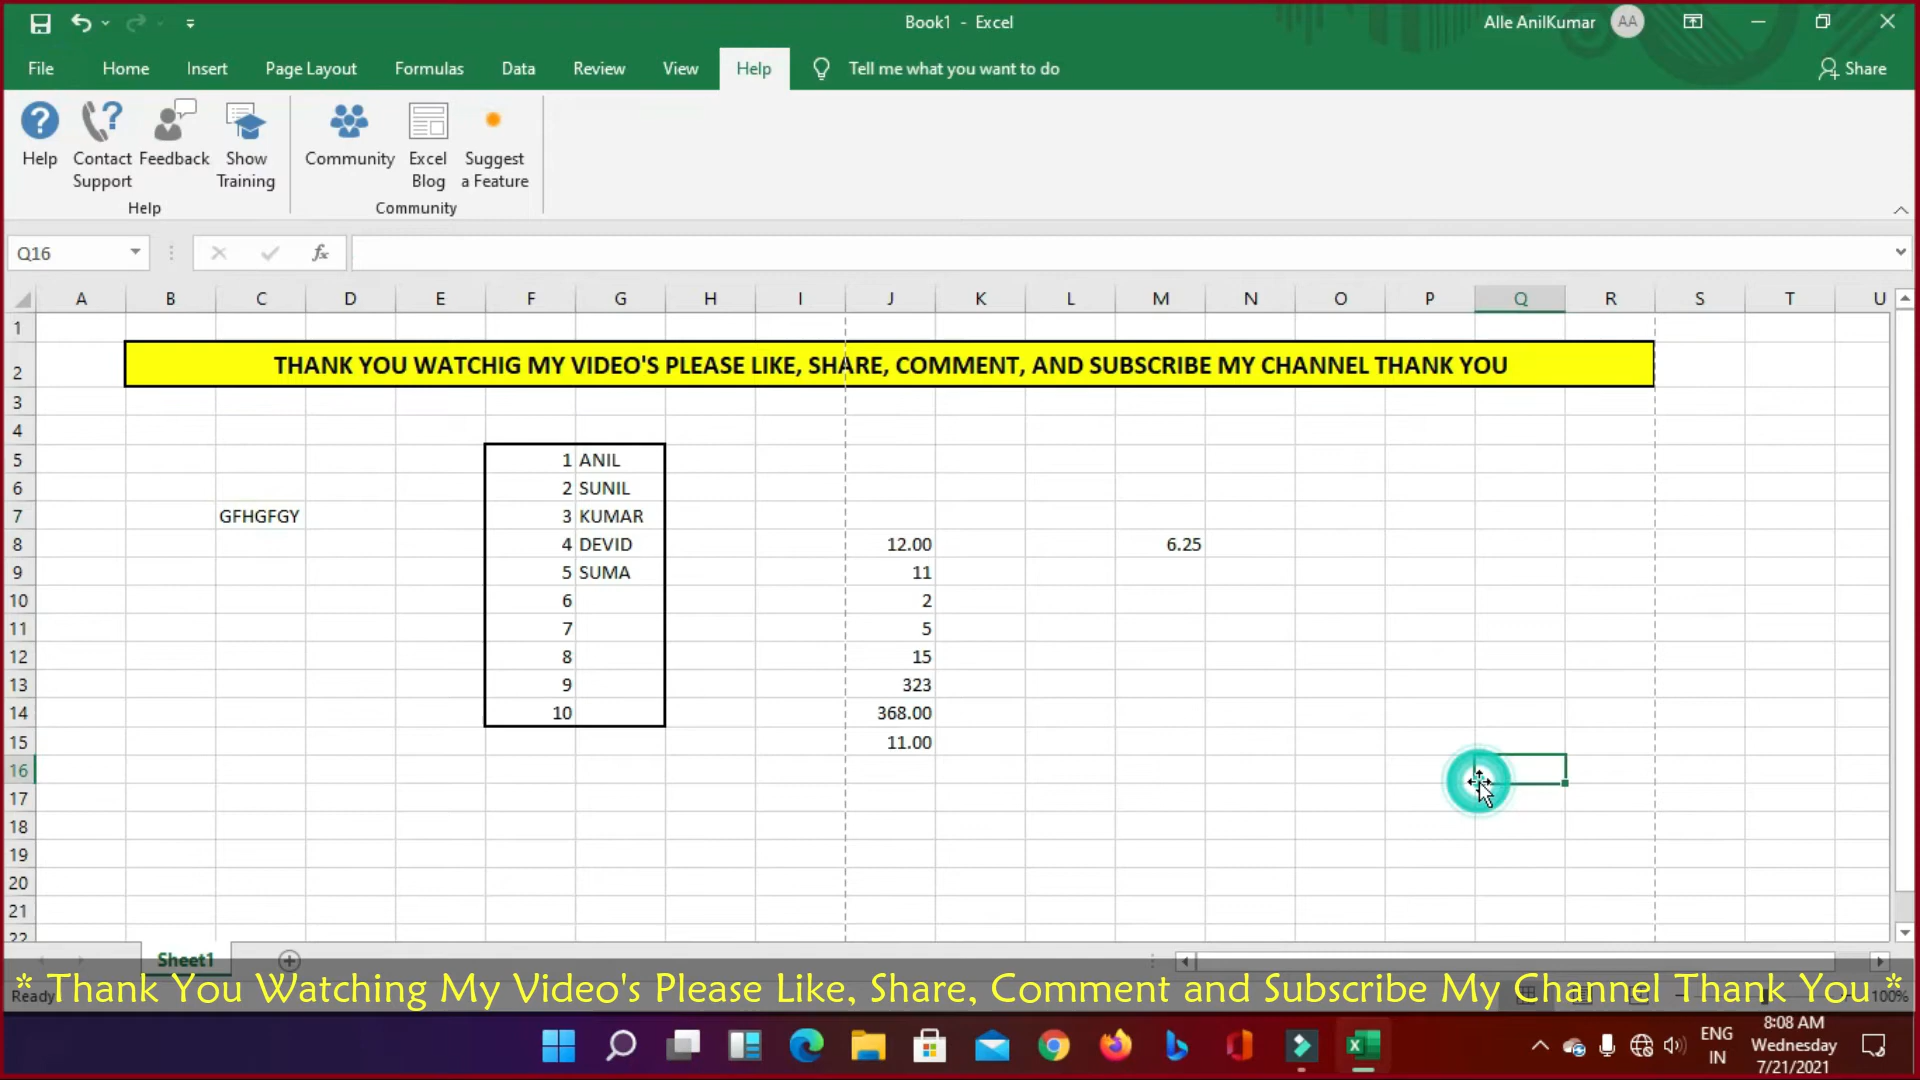 Book1 - Excel
Alle AnilKumar AA
File Home Insert Page Layout Formulas Data Review View Help Tell me what you want to do Share
Help Contact Support Feedback Show Training Community Excel Blog Suggest a Feature
Help Community
Q16 fx
A B C D E F G H I J K L M N O P Q R S T U
1
2 THANK YOU WATCHIG MY VIDEO'S PLEASE LIKE, SHARE, COMMENT, AND SUBSCRIBE MY CHANNEL THANK YOU
3
4
5 1 ANIL
6 2 SUNIL
7 GFHGFGY 3 KUMAR
8 4 DEVID 12.00 6.25
9 5 SUMA 11
10 6 2
11 7 5
12 8 15
13 9 323
14 10 368.00
15 11.00
16
17
18
19
20
21
22
Sheet1
* Thank You Watching My Video's Please Like, Share, Comment and Subscribe My Channel Thank You *
Ready 100%
ENG IN
8:08 AM
Wednesday
7/21/2021